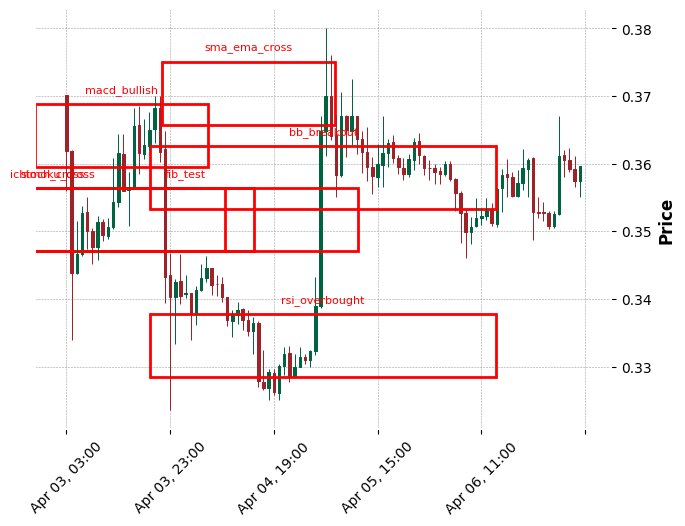 sma_ema_cross
macd_bullish
bb_breakout
fib_test
rsi_overbought
0.38
0.37
0.36
0.35
0.34
0.33
Price
Apr 03, 03:00
Apr 03, 23:00
Apr 04, 19:00
Apr 05, 15:00
Apr 06, 11:00